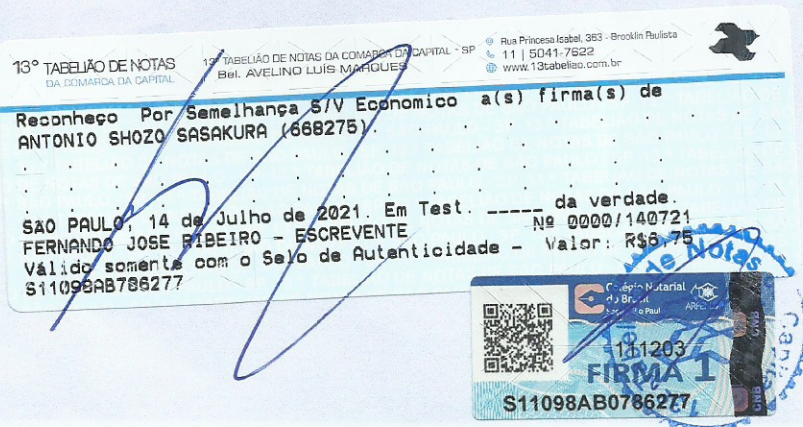 13º TABELIÃO DE NOTAS
DA COMARCA DA CAPITAL
13º TABELIÃO DE NOTAS DA COMARCA DA CAPITAL - SP
Bel. AVELINO LUÍS MARQUES
Rua Princesa Isabel, 363 - Brooklin Paulista
11 | 5041-7622
www.13tabeliao.com.br
Reconheço Por Semelhança S/V Economico a(s) firma(s) de
ANTONIO SHOZO SASAKURA (668275).
SÃO PAULO, 14 de Julho de 2021. Em Test. _____ da verdade.
FERNANDO JOSE RIBEIRO - ESCREVENTE Nº 0000/140721
Válido somente com o Selo de Autenticidade - Valor: R$6,75
S11098AB786277
de Notas
Colégio Notarial
do Brasil
111203
FIRMA 1
S11098AB0786277
CNB
CNB